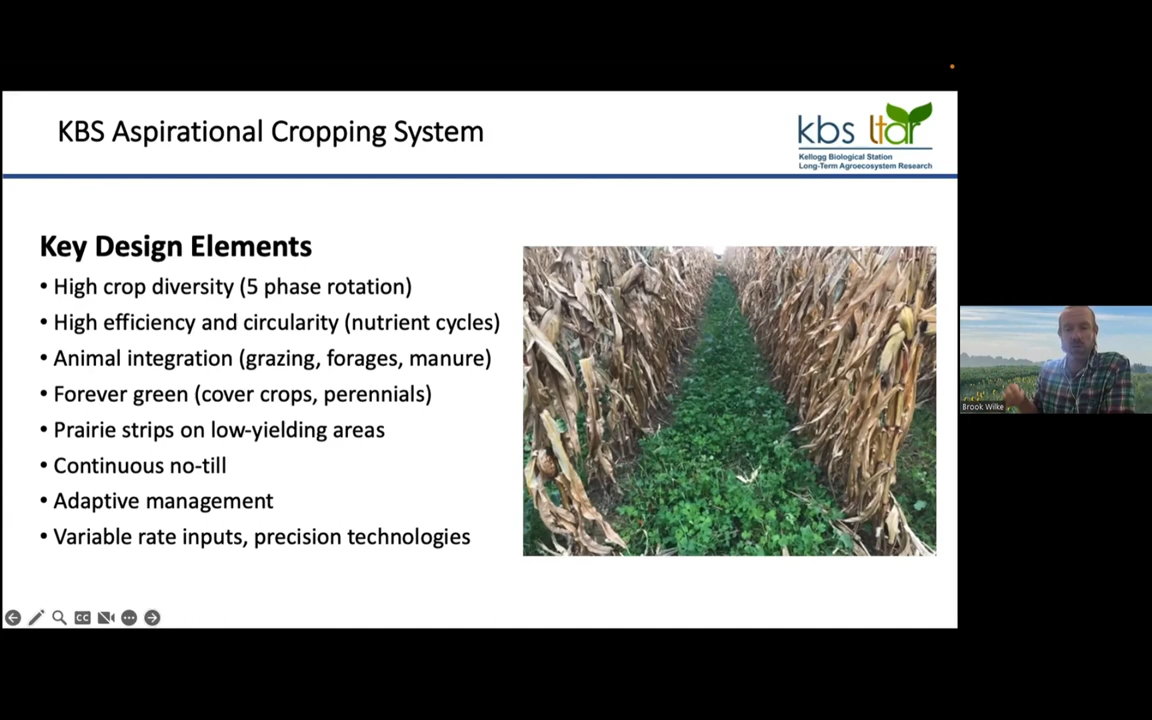 KBS Aspirational Cropping System
kbs ltar
Kellogg Biological Station
Long-Term Agroecosystem Research
Key Design Elements
• High crop diversity (5 phase rotation)
• High efficiency and circularity (nutrient cycles)
• Animal integration (grazing, forages, manure)
• Forever green (cover crops, perennials)
• Prairie strips on low-yielding areas
• Continuous no-till
• Adaptive management
• Variable rate inputs, precision technologies
Brook Wilke
CC